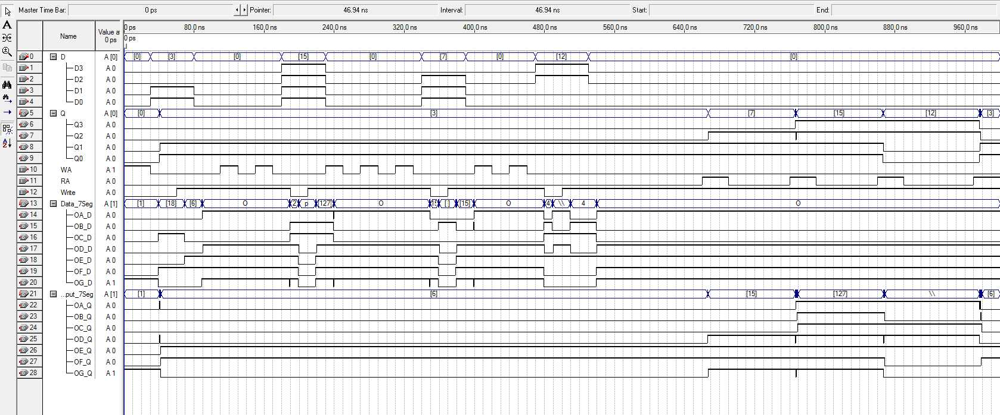 Master Time Bar: 0 ps Pointer: 46.94 ns Interval: 46.94 ns Start: End:
Name Value a 0 ps
0 ps 80.0 ns 160.0 ns 240.0 ns 320.0 ns 400.0 ns 480.0 ns 560.0 ns 640.0 ns 720.0 ns 800.0 ns 880.0 ns 960.0 ns
0 ps
0 D A [0] [0] [3] [0] [15] [0] [7] [0] [12] [0]
1 D3 A 0
2 D2 A 0
3 D1 A 0
4 D0 A 0
5 Q A [0] [0] [3] [7] [15] [12] [3]
6 Q3 A 0
7 Q2 A 0
8 Q1 A 0
9 Q0 A 0
10 WA A 1
11 RA A 0
12 Write A 0
13 Data_7Seg A [1] [1] [18] [6] O 2 p [127] O [] [15] O 4 \\ 4 O
14 OA_D A 0
15 OB_D A 0
16 OC_D A 0
17 OD_D A 0
18 OE_D A 0
19 OF_D A 0
20 OG_D A 1
21 ...put_7Seg A [1] [1] [6] [15] [127] \\ [6]
22 OA_Q A 0
23 OB_Q A 0
24 OC_Q A 0
25 OD_Q A 0
26 OE_Q A 0
27 OF_Q A 0
28 OG_Q A 1